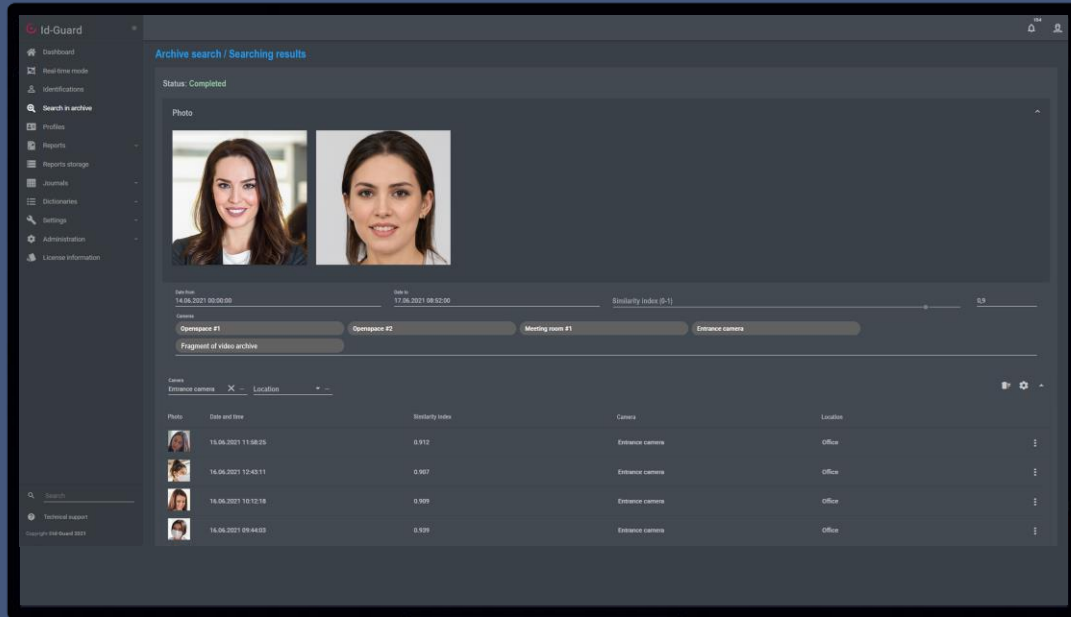 Id-Guard
104
Dashboard
Real-time mode
Identifications
Search in archive
Profiles
Reports
Reports storage
Journals
Dictionaries
Settings
Administration
License information
Search
Technical support
Copyright ©Id-Guard 2021
Archive search / Searching results
Status: Completed
Photo
Date from
14.06.2021 00:00:00
Date to
17.06.2021 08:52:00
Similarity index (0-1)
0,9
Cameras
Openspace #1
Openspace #2
Meeting room #1
Entrance camera
Fragment of video archive
Camera
Entrance camera
Location
Photo Date and time Similarity index Camera Location
15.06.2021 11:58:25 0.912 Entrance camera Office
16.06.2021 12:43:11 0.907 Entrance camera Office
16.06.2021 10:12:18 0.909 Entrance camera Office
16.06.2021 09:44:03 0.939 Entrance camera Office